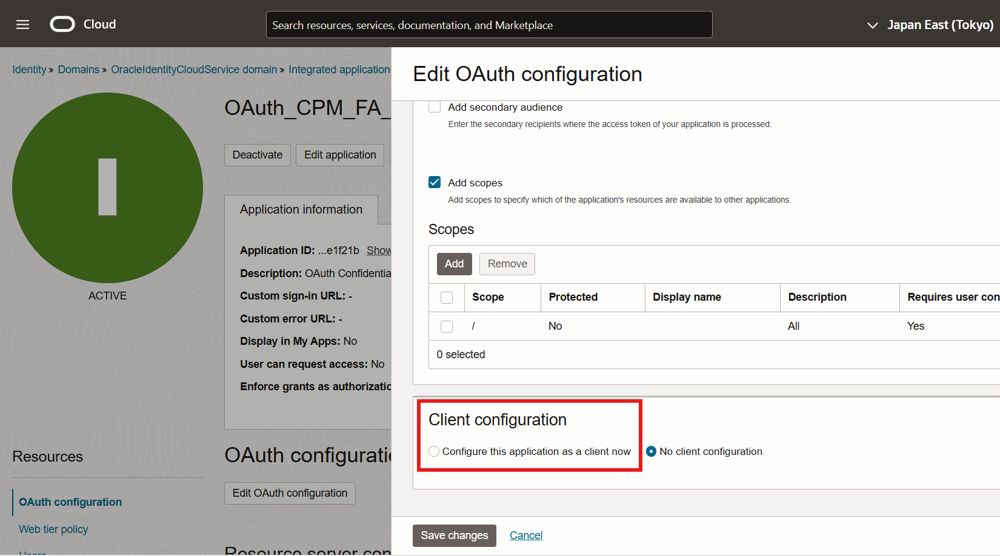 Cloud
Search resources, services, documentation, and Marketplace
Japan East (Tokyo)
Identity » Domains » OracleIdentityCloudService domain » Integrated applications
I
ACTIVE
OAuth_CPM_FA_
Deactivate
Edit application
Application information
Application ID: ...e1f21b Show
Description: OAuth Confidentia
Custom sign-in URL: -
Custom error URL: -
Display in My Apps: No
User can request access: No
Enforce grants as authorizatio
Resources
OAuth configuration
Web tier policy
Users
OAuth configuratio
Edit OAuth configuration
Resource server con
Edit OAuth configuration
Add secondary audience
Enter the secondary recipients where the access token of your application is processed.
Add scopes
Add scopes to specify which of the application's resources are available to other applications.
Scopes
Add
Remove
Scope Protected Display name Description Requires user con
/ No All Yes
0 selected
Client configuration
Configure this application as a client now
No client configuration
Save changes
Cancel